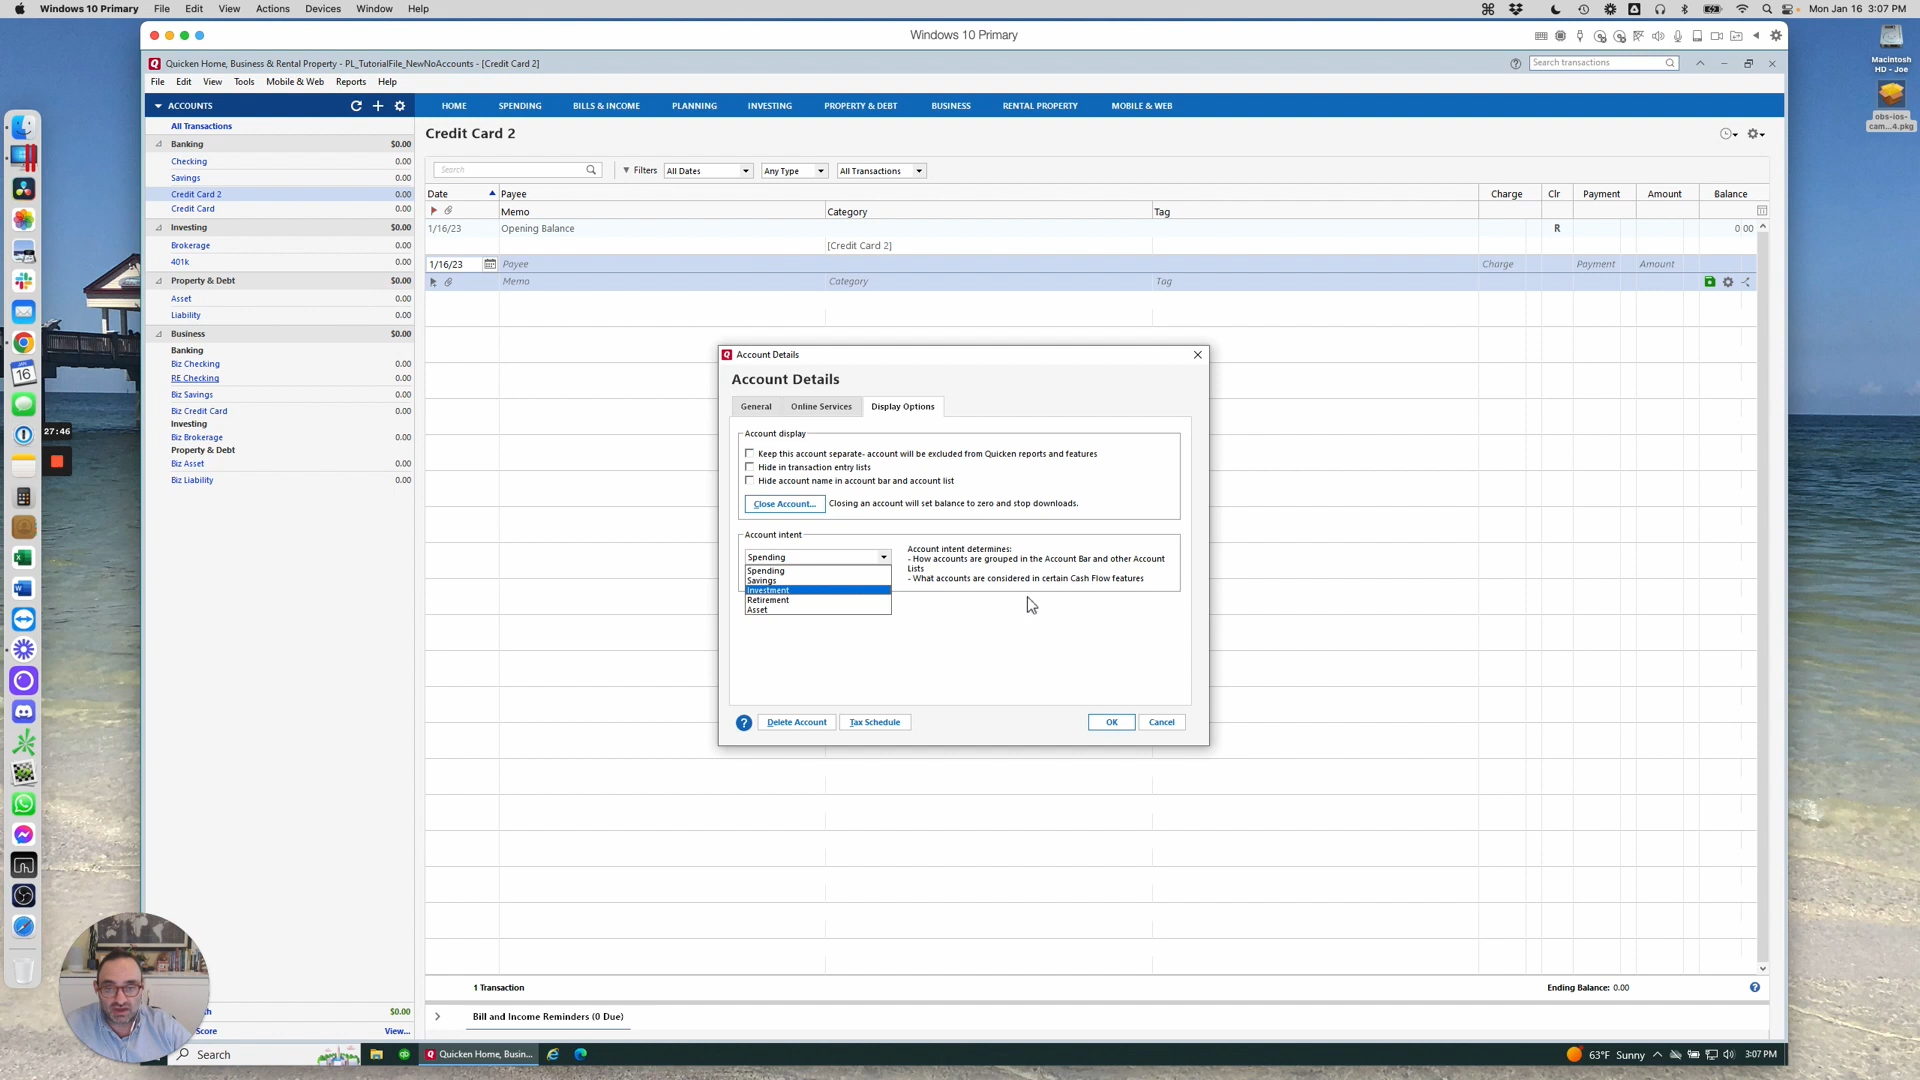 Windows 10 Primary File Edit View Actions Devices Window Help
Mon Jan 16 3:07 PM
Windows 10 Primary
Quicken Home, Business & Rental Property - PL_TutorialFile_NewNoAccounts - [Credit Card 2]
Search transactions
File Edit View Tools Mobile & Web Reports Help
ACCOUNTS
HOME SPENDING BILLS & INCOME PLANNING INVESTING PROPERTY & DEBT BUSINESS RENTAL PROPERTY MOBILE & WEB
All Transactions
Banking $0.00
Checking 0.00
Savings 0.00
Credit Card 2 0.00
Credit Card 0.00
Investing $0.00
Brokerage 0.00
401k 0.00
Property & Debt $0.00
Asset 0.00
Liability 0.00
Business $0.00
Banking
Biz Checking 0.00
RE Checking 0.00
Biz Savings 0.00
Biz Credit Card 0.00
Investing
Biz Brokerage 0.00
Property & Debt
Biz Asset 0.00
Biz Liability 0.00
$0.00
Score View...
Credit Card 2
Search
Filters All Dates Any Type All Transactions
Date Payee Charge Clr Payment Amount Balance
Memo Category Tag
1/16/23 Opening Balance R 0 00
[Credit Card 2]
1/16/23 Payee Charge Payment Amount
Memo Category Tag
Account Details
Account Details
General Online Services Display Options
Account display
Keep this account separate- account will be excluded from Quicken reports and features
Hide in transaction entry lists
Hide account name in account bar and account list
Close Account... Closing an account will set balance to zero and stop downloads.
Account intent
Spending
Spending
Savings
Investment
Retirement
Asset
Account intent determines:
- How accounts are grouped in the Account Bar and other Account
Lists
- What accounts are considered in certain Cash Flow features
Delete Account Tax Schedule OK Cancel
1 Transaction
Ending Balance: 0.00
Bill and Income Reminders (0 Due)
Search
Quicken Home, Busin...
63°F Sunny
3:07 PM
27:46
JAN
16
Macintosh
HD - Joe
obs-ios-
cam...4.pkg